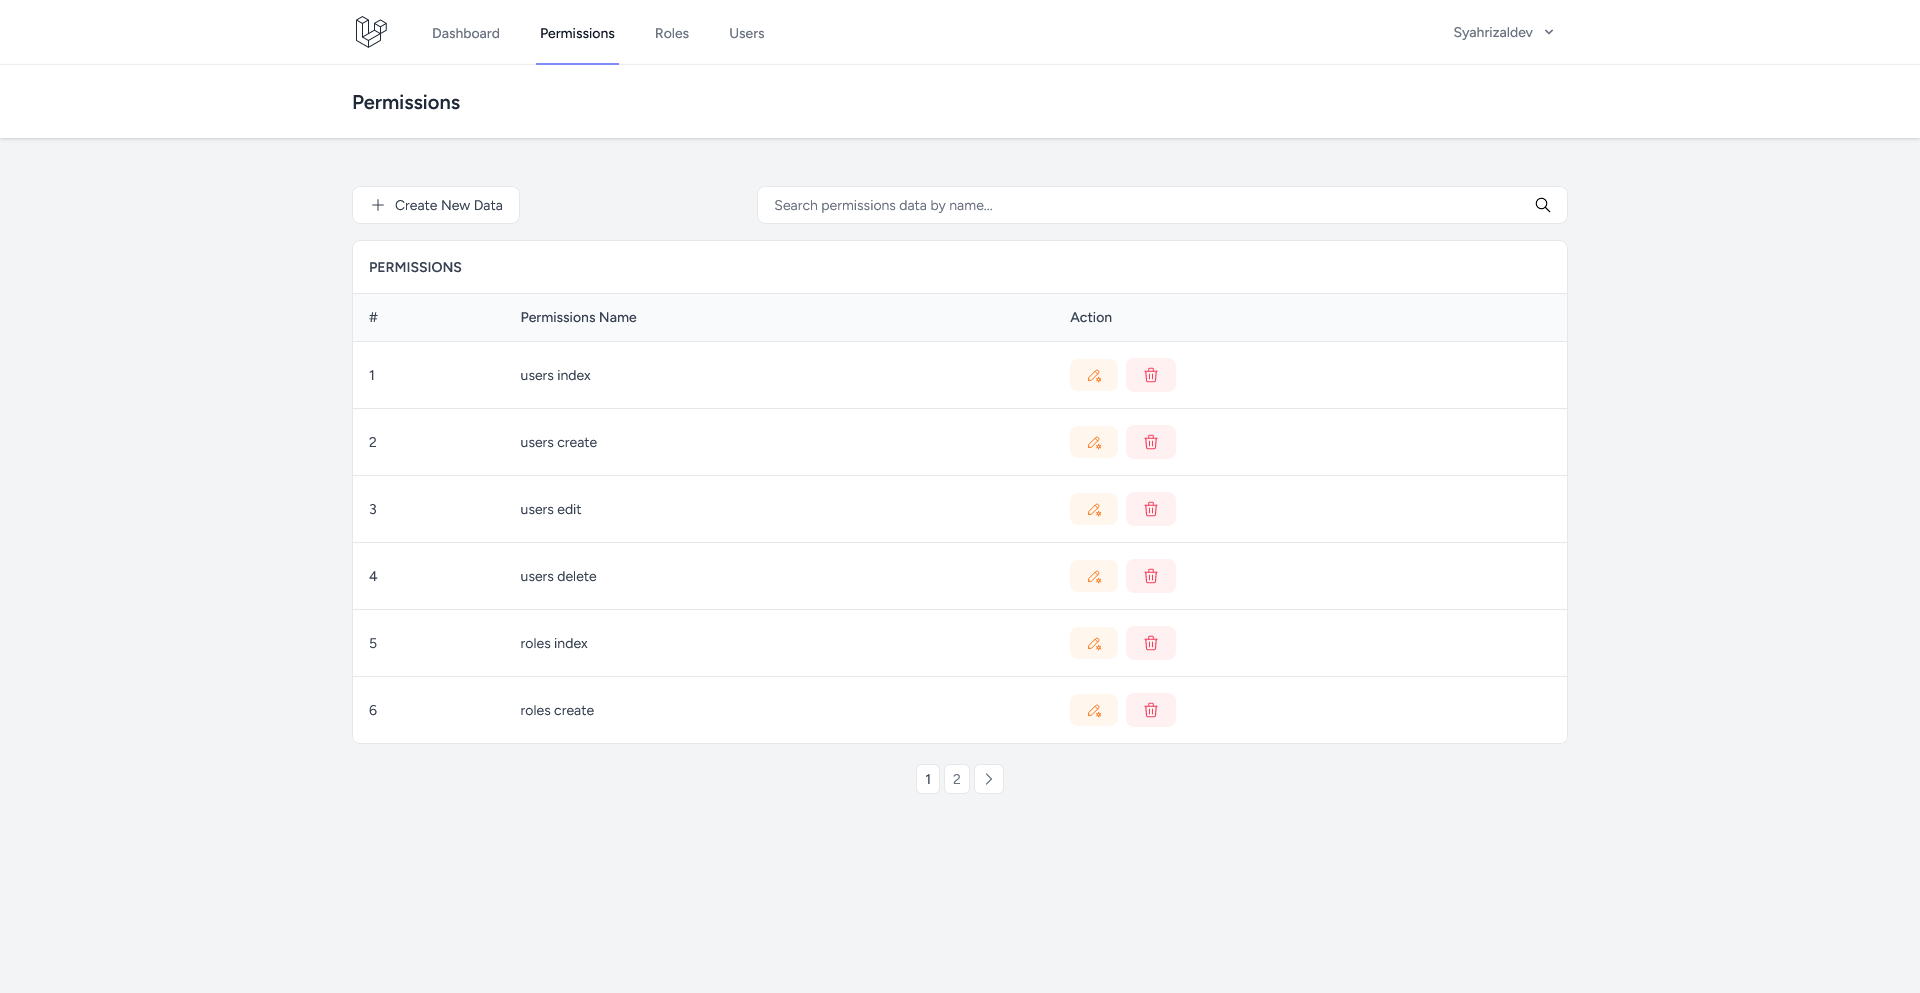 Dashboard Permissions Roles Users Syahrizaldev
Permissions
Create New Data Search permissions data by name...
PERMISSIONS
# Permissions Name Action
1 users index
2 users create
3 users edit
4 users delete
5 roles index
6 roles create
1 2